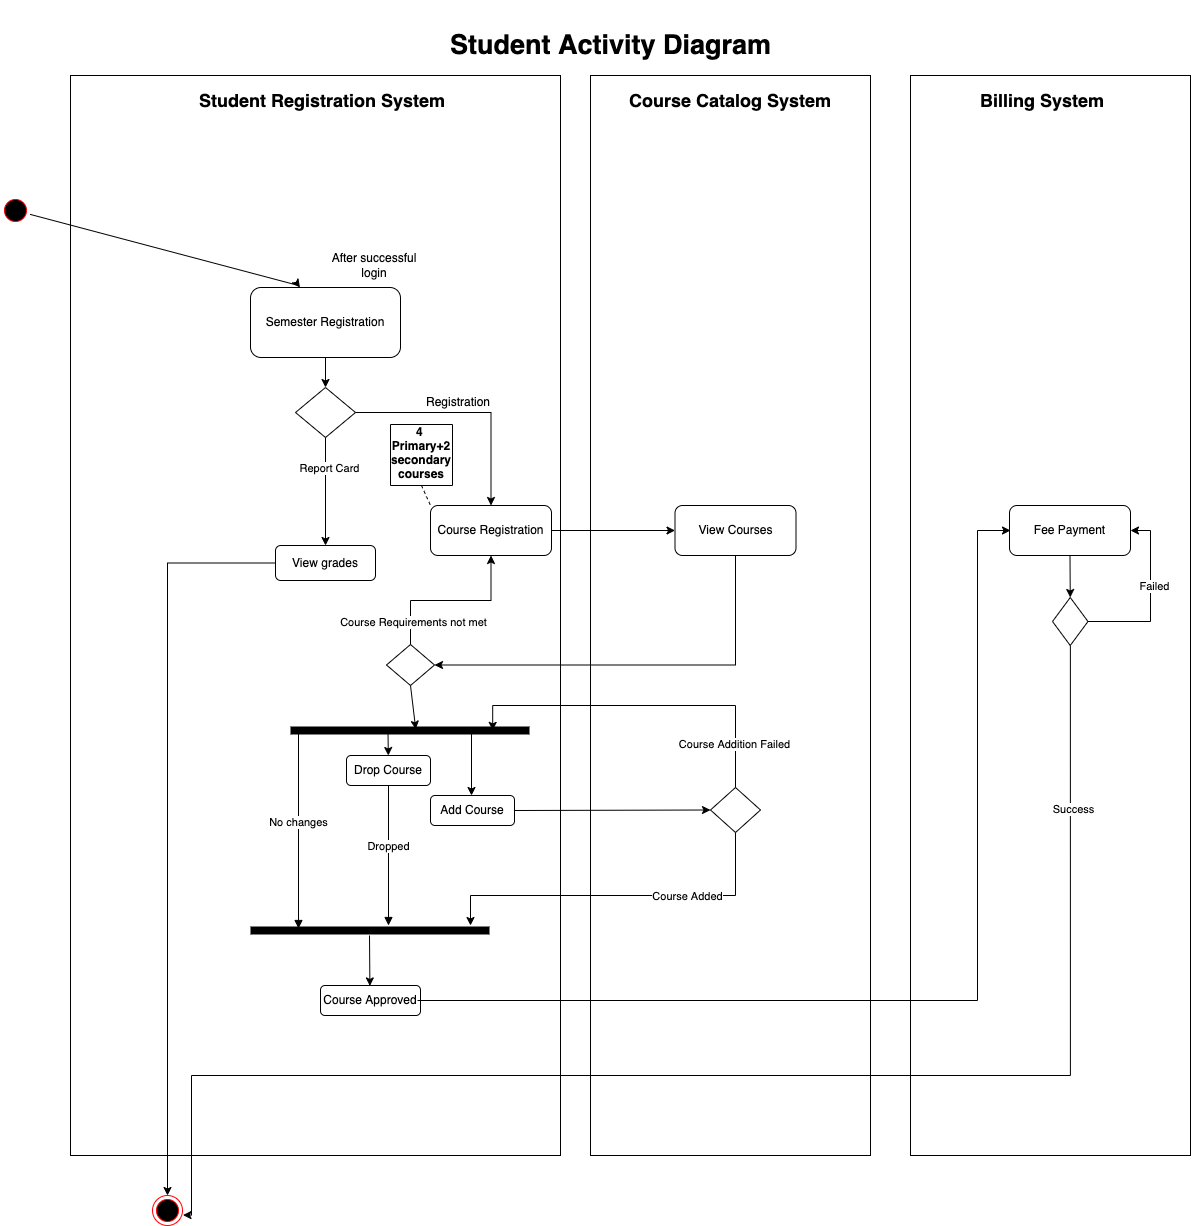 Student Activity Diagram
Student Registration System
Course Catalog System
Billing System
After successful
login
Semester Registration
Registration
4
Primary+2
secondary
courses
Report Card
Course Registration
View Courses
Fee Payment
View grades
Failed
Course Requirements not met
Course Addition Failed
Drop Course
Add Course
Success
No changes
Dropped
Course Added
Course Approved